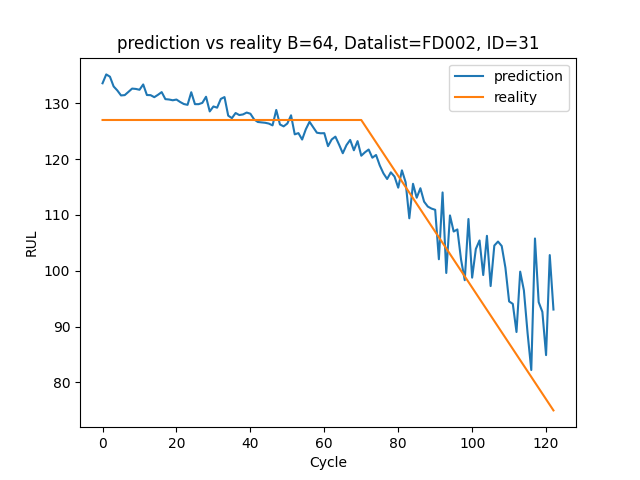 prediction vs reality B=64, Datalist=FD002, ID=31
prediction
reality
RUL
130
120
110
100
90
80
0 20 40 60 80 100 120
Cycle